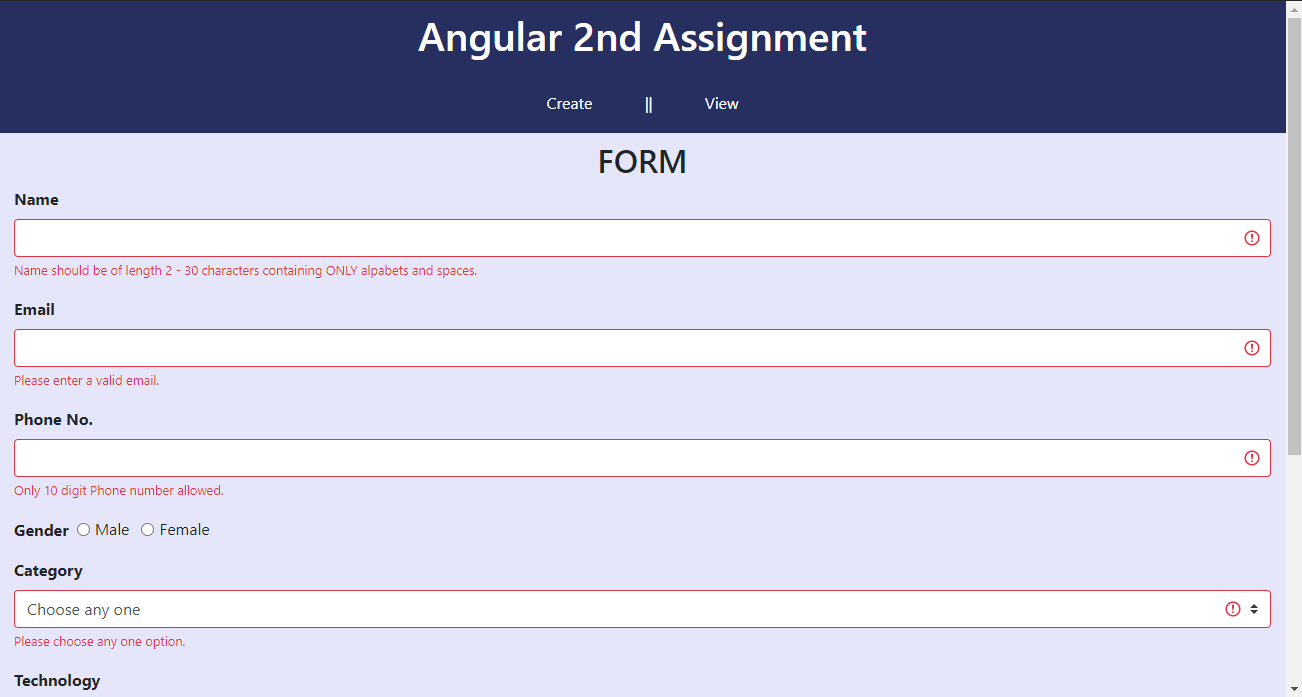 Angular 2nd Assignment
Create || View
FORM
Name
Name should be of length 2 - 30 characters containing ONLY alpabets and spaces.
Email
Please enter a valid email.
Phone No.
Only 10 digit Phone number allowed.
Gender Male Female
Category
Choose any one
Please choose any one option.
Technology